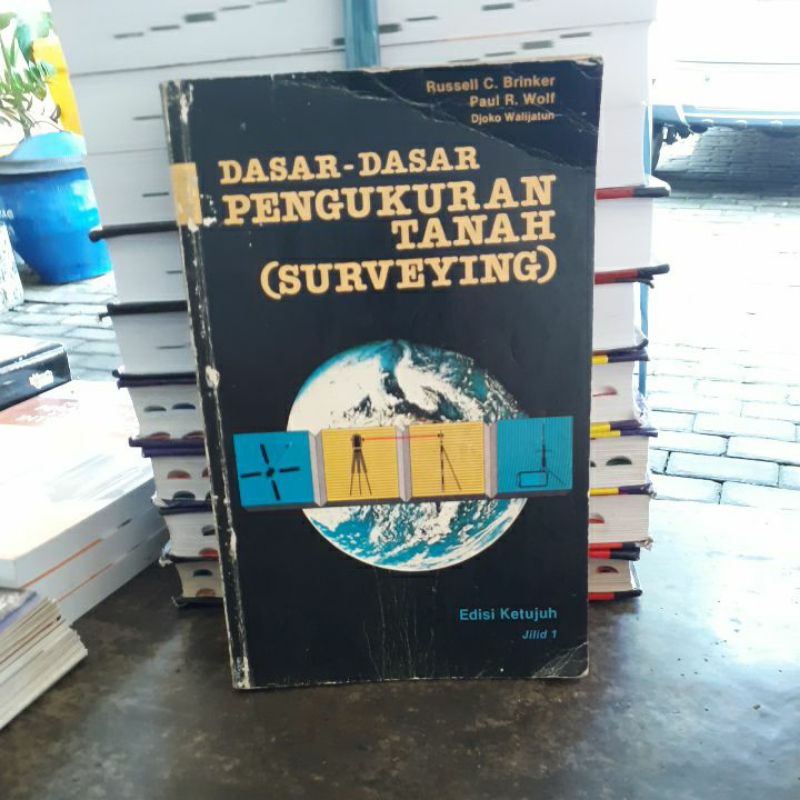 Russell C. Brinker
Paul R. Wolf
Djoko Walijatun
DASAR-DASAR
PENGUKURAN
TANAH
(SURVEYING)
Edisi Ketujuh
Jilid 1